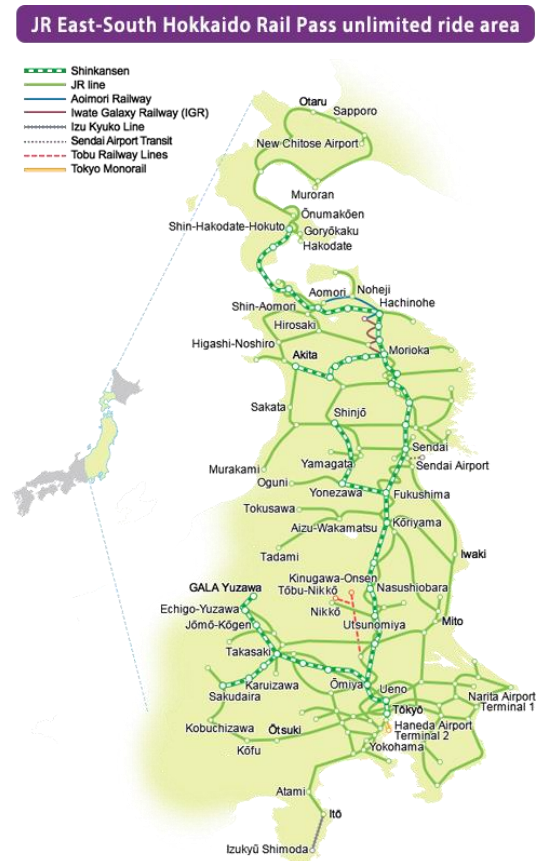 JR East-South Hokkaido Rail Pass unlimited ride area
Shinkansen
JR line
Aoimori Railway
Iwate Galaxy Railway (IGR)
Izu Kyuko Line
Sendai Airport Transit
Tobu Railway Lines
Tokyo Monorail
Otaru
Sapporo
New Chitose Airport
Muroran
Ōnumakōen
Shin-Hakodate-Hokuto
Goryōkaku
Hakodate
Aomori
Noheji
Hachinohe
Shin-Aomori
Hirosaki
Higashi-Noshiro
Akita
Morioka
Sakata
Shinjō
Sendai
Murakami
Yamagata
Sendai Airport
Oguni
Yonezawa
Fukushima
Tokusawa
Aizu-Wakamatsu
Kōriyama
Tadami
Iwaki
Kinugawa-Onsen
GALA Yuzawa
Tōbu-Nikkō
Nasushiobara
Echigo-Yuzawa
Nikkō
Jōmō-Kōgen
Utsunomiya
Mito
Takasaki
Karuizawa
Ōmiya
Ueno
Sakudaira
Narita Airport
Terminal 1
Tōkyō
Kobuchizawa
Ōtsuki
Haneda Airport
Terminal 2
Kōfu
Yokohama
Atami
Itō
Izukyū Shimoda